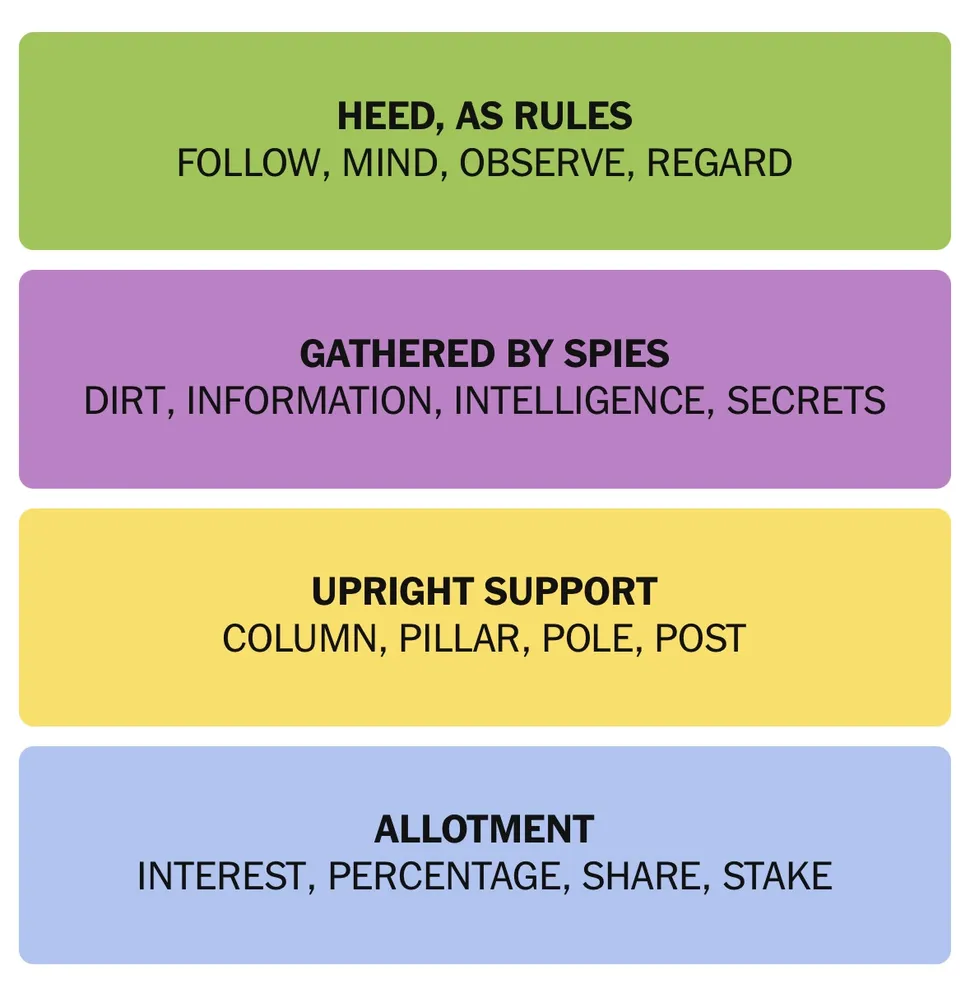 HEED, AS RULES
FOLLOW, MIND, OBSERVE, REGARD
GATHERED BY SPIES
DIRT, INFORMATION, INTELLIGENCE, SECRETS
UPRIGHT SUPPORT
COLUMN, PILLAR, POLE, POST
ALLOTMENT
INTEREST, PERCENTAGE, SHARE, STAKE